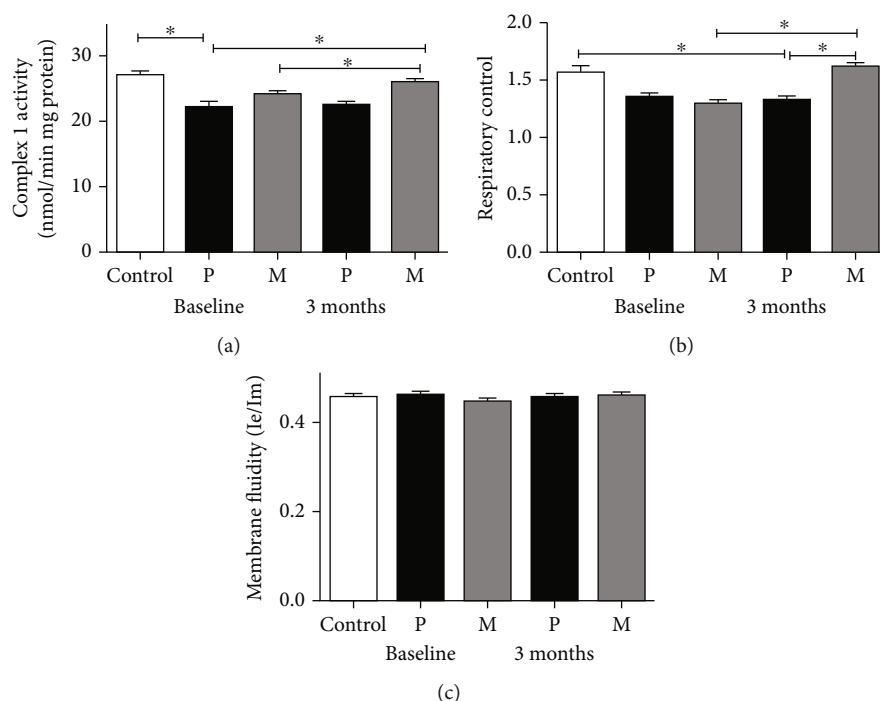 Complex 1 activity
(nmol/min mg protein)
30
20
10
0
*
*
*
Control P M P M
Baseline 3 months
(a)
Respiratory control
2.0
1.5
1.0
0.5
0.0
*
*
*
Control P M P M
Baseline 3 months
(b)
Membrane fluidity (Ie/Im)
0.4
0.2
0.0
Control P M P M
Baseline 3 months
(c)